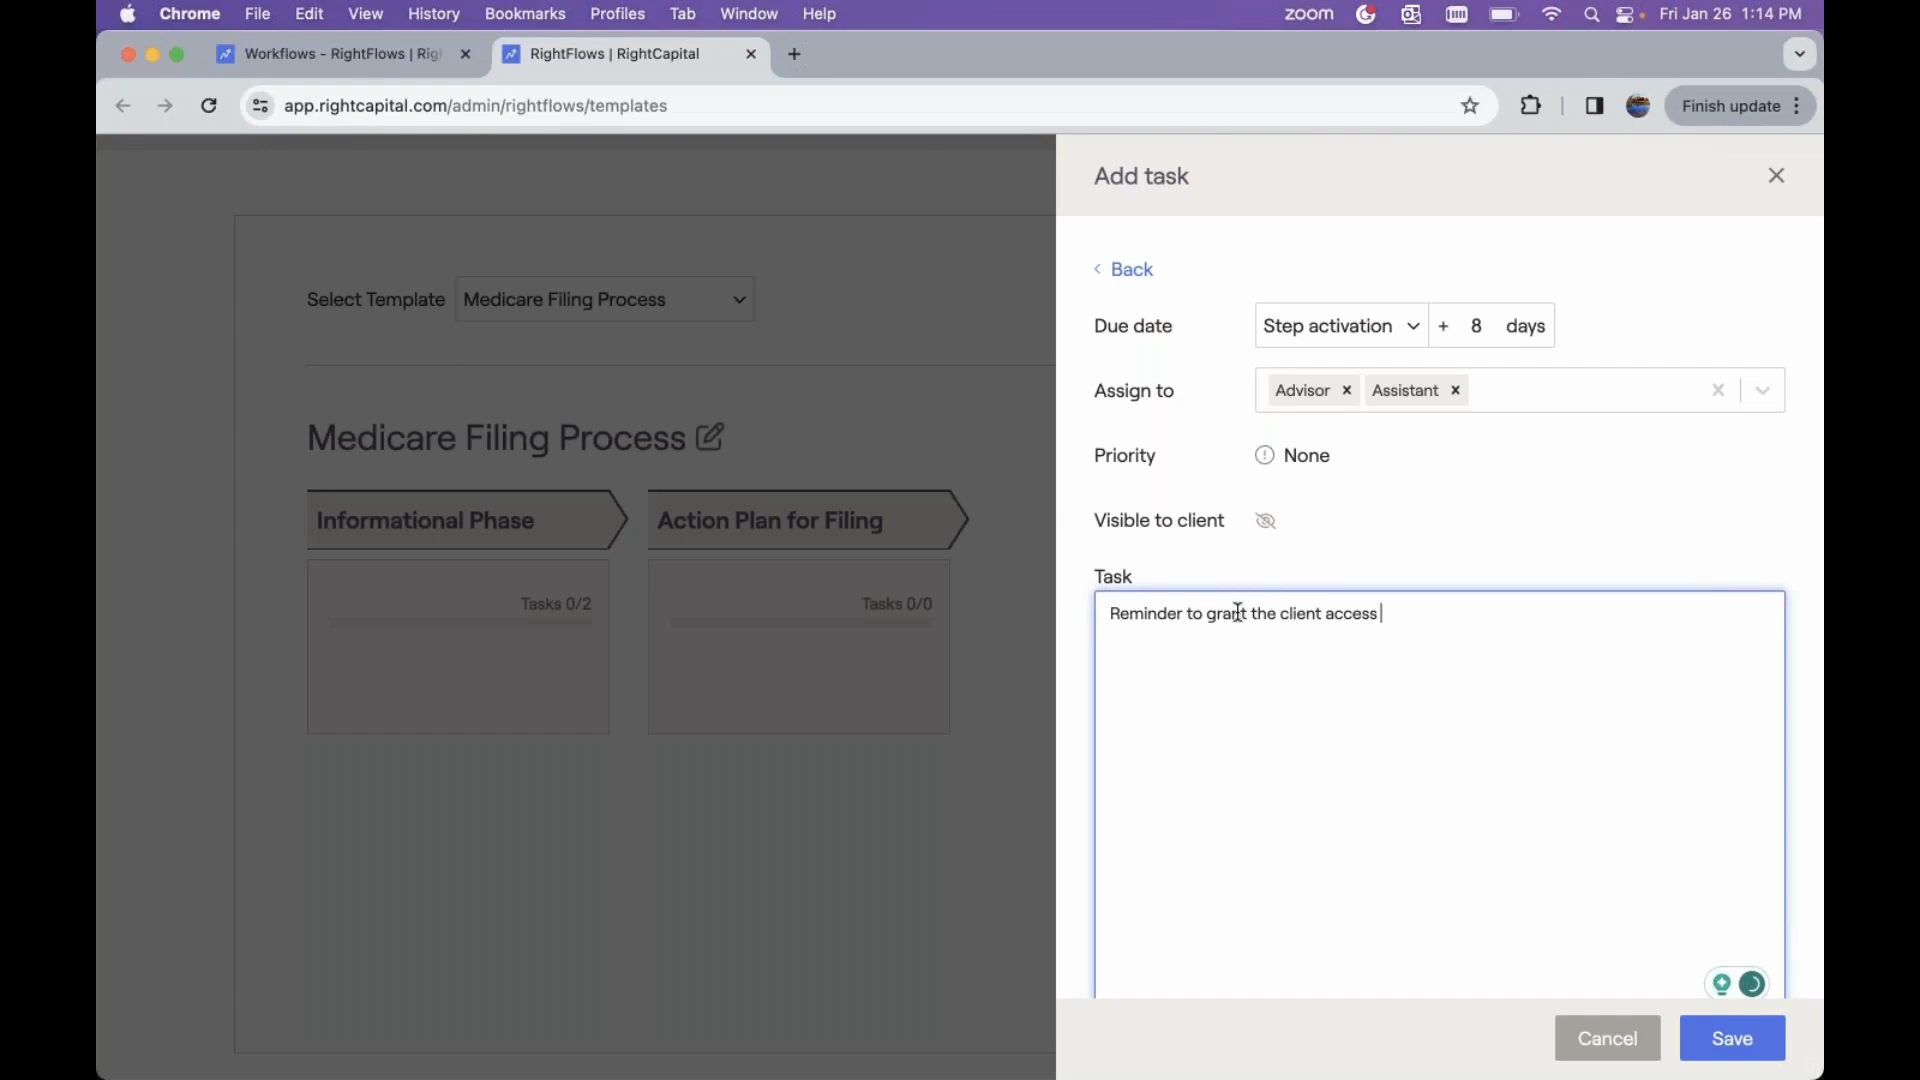 Chrome File Edit View History Bookmarks Profiles Tab Window Help zoom Fri Jan 26 1:14 PM
Workflows - RightFlows | Rig RightFlows | RightCapital
app.rightcapital.com/admin/rightflows/templates Finish update
Add task
Back
Select Template Medicare Filing Process
Due date Step activation + 8 days
Assign to Advisor Assistant
Medicare Filing Process
Priority None
Informational Phase Action Plan for Filing
Visible to client
Task
Tasks 0/2 Tasks 0/0
Reminder to grant the client access
Cancel Save